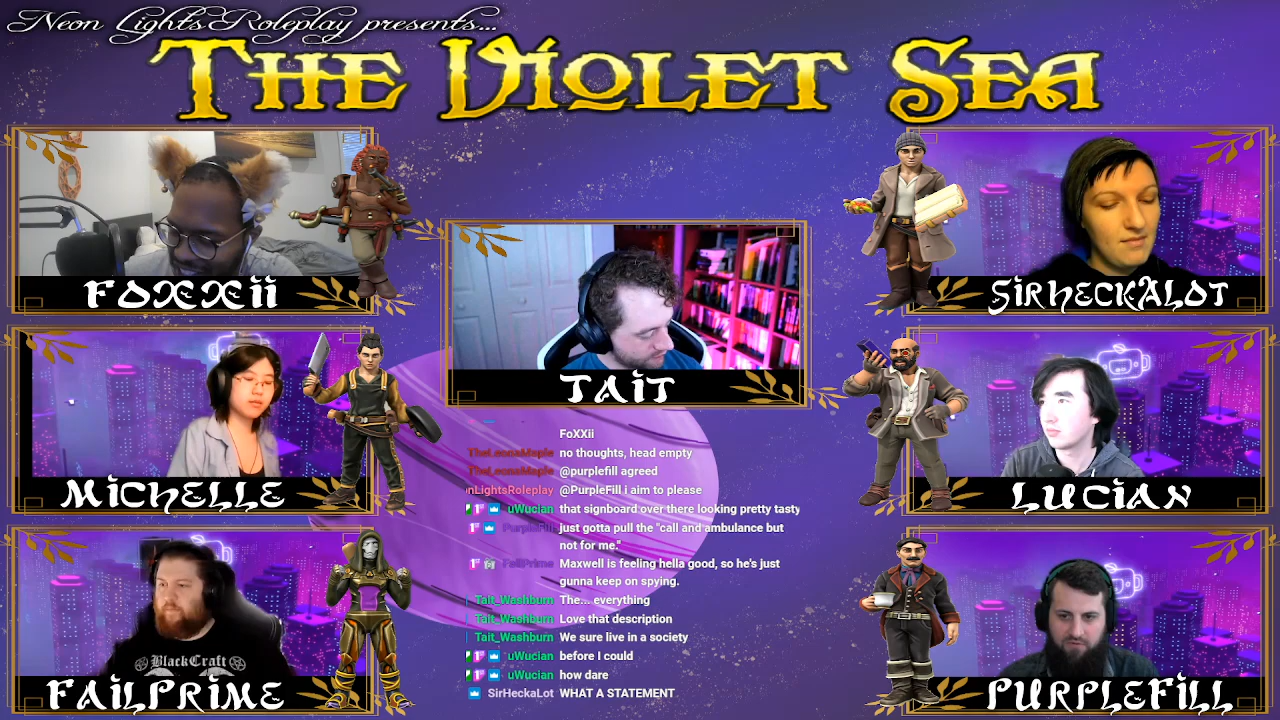 Neon Lights Roleplay presents...
THE VIOLET SEA
FOXXII
SIRHECKALOT
TAIT
MICHELLE
LUCIAN
BlackCraft
FAILPRIME
PURPLEFILL
FoXXii
TheLeonaMaple no thoughts, head empty
TheLeonaMaple @purplefill agreed
nLightsRoleplay @PurpleFill i aim to please
uWucian that signboard over there looking pretty tasty
PurpleFill just gotta pull the "call and ambulance but
not for me."
FailPrime Maxwell is feeling hella good, so he's just
gunna keep on spying.
Tait_Washburn The... everything
Tait_Washburn Love that description
Tait_Washburn We sure live in a society
uWucian before I could
uWucian how dare
SirHeckaLot WHAT A STATEMENT